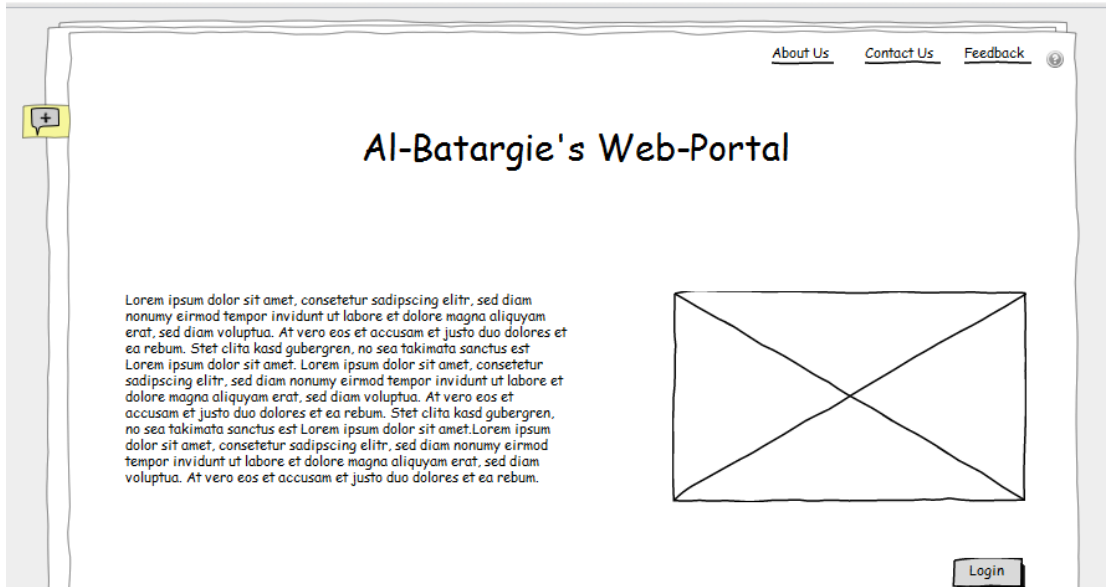 About Us Contact Us Feedback ?
+
Al-Batargie's Web-Portal
Lorem ipsum dolor sit amet, consetetur sadipscing elitr, sed diam
nonumy eirmod tempor invidunt ut labore et dolore magna aliquyam
erat, sed diam voluptua. At vero eos et accusam et justo duo dolores et
ea rebum. Stet clita kasd gubergren, no sea takimata sanctus est
Lorem ipsum dolor sit amet. Lorem ipsum dolor sit amet, consetetur
sadipscing elitr, sed diam nonumy eirmod tempor invidunt ut labore et
dolore magna aliquyam erat, sed diam voluptua. At vero eos et
accusam et justo duo dolores et ea rebum. Stet clita kasd gubergren,
no sea takimata sanctus est Lorem ipsum dolor sit amet.Lorem ipsum
dolor sit amet, consetetur sadipscing elitr, sed diam nonumy eirmod
tempor invidunt ut labore et dolore magna aliquyam erat, sed diam
voluptua. At vero eos et accusam et justo duo dolores et ea rebum.
Login